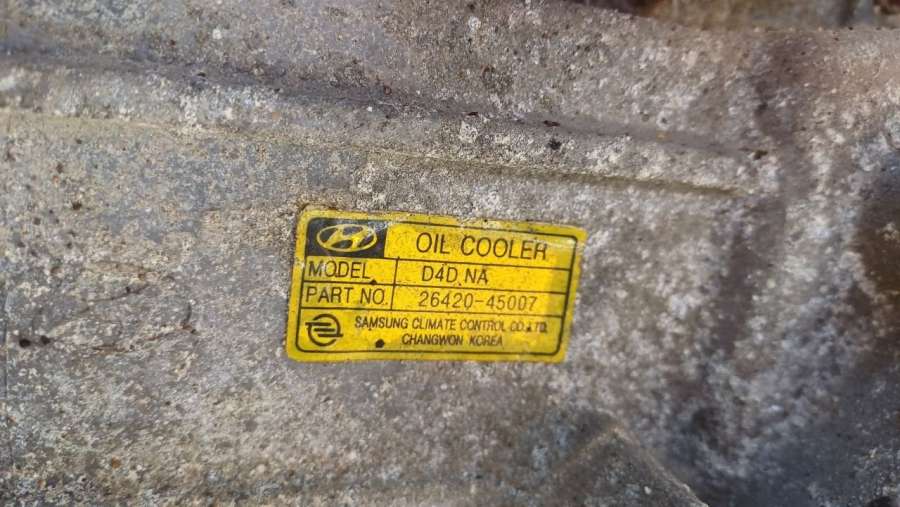 OIL COOLER
MODEL D4D NA
PART NO. 26420-45007
SAMSUNG CLIMATE CONTROL CO.LTD.
CHANGWON KOREA